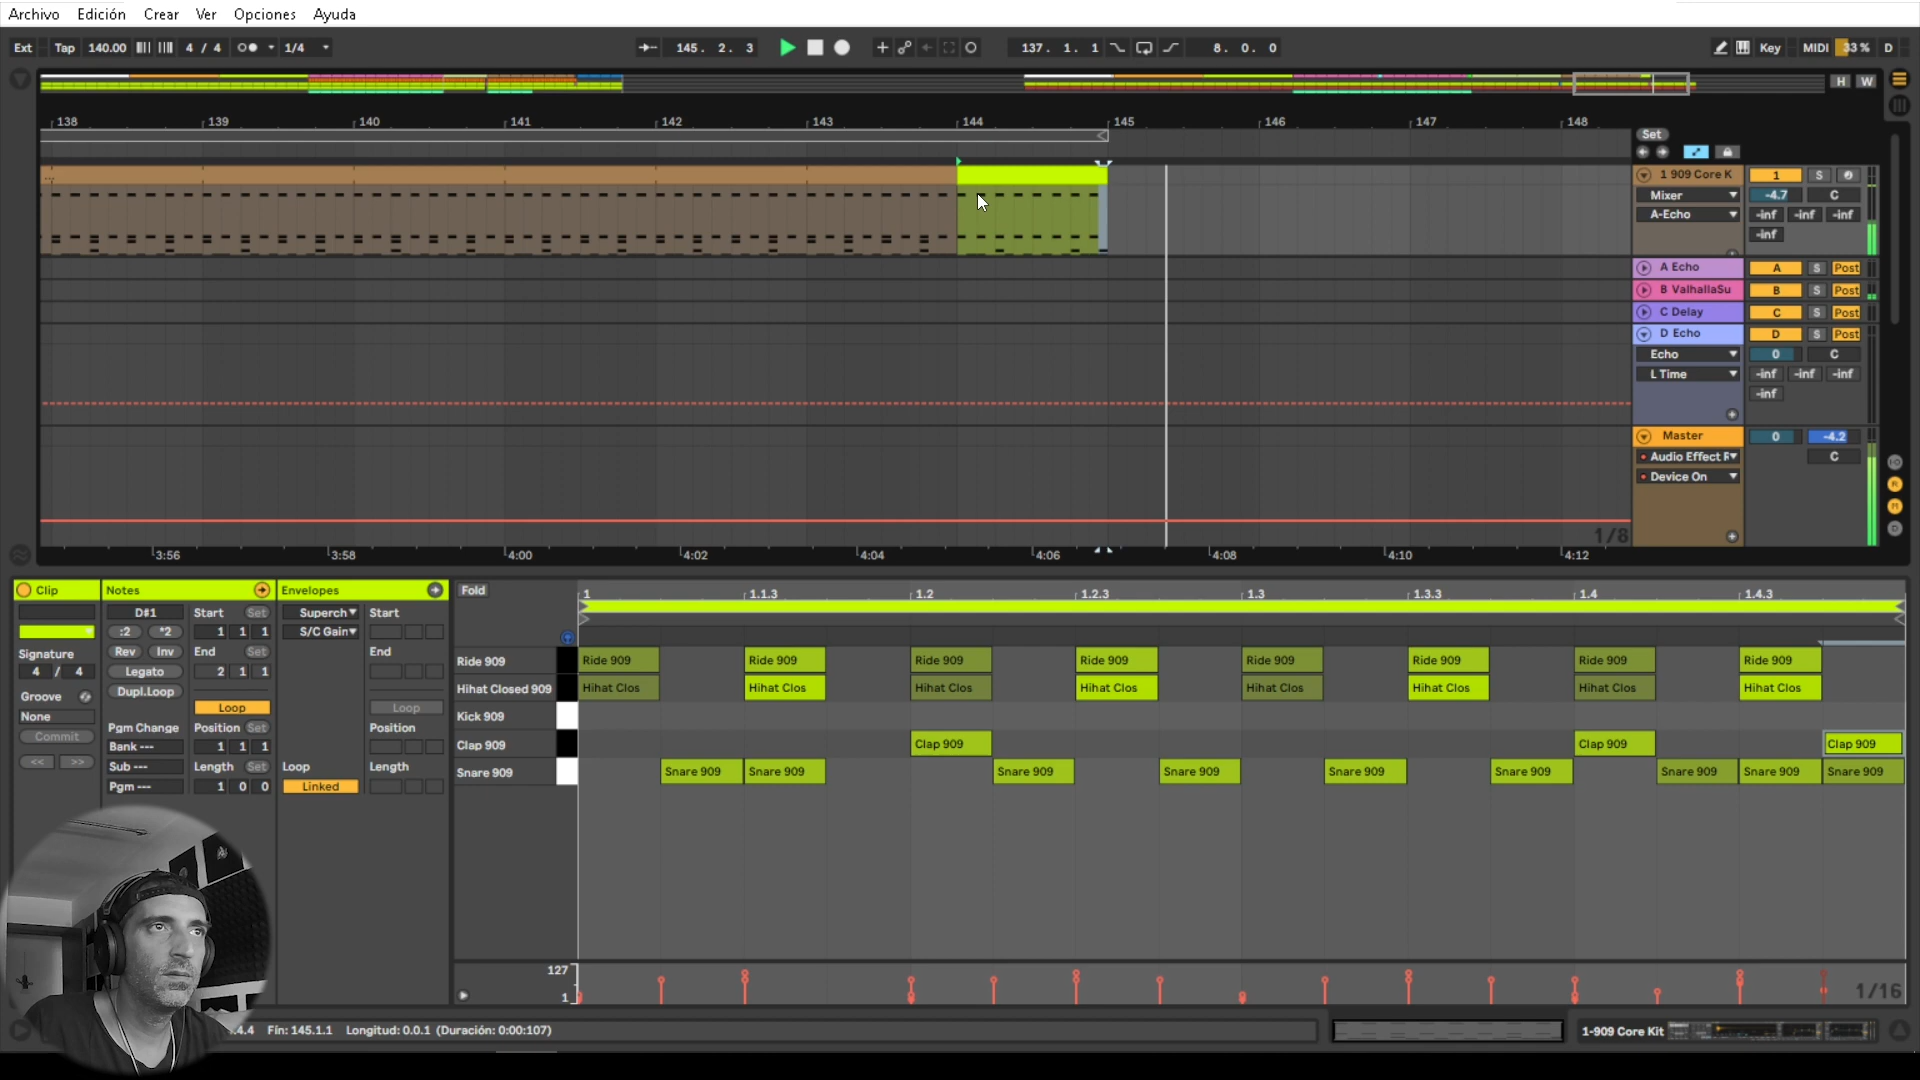 Archivo Edición Crear Ver Opciones Ayuda
Ext Tap 140.00 4 / 4 1/4 145. 2. 3 137. 1. 1 8. 0. 0 Key MIDI 33 % D
H W
138 139 140 141 142 143 144 145 146 147 148
Set
1 909 Core K 1 S
Mixer -4.7 C
A-Echo -inf -inf -inf
-inf
A Echo A S Post
B ValhallaSu B S Post
C Delay C S Post
D Echo D S Post
Echo 0 C
L Time -inf -inf -inf
-inf
Master 0 -4.2
Audio Effect R C
Device On
1/8
3:56 3:58 4:00 4:02 4:04 4:06 4:08 4:10 4:12
Clip Notes Envelopes Fold
1 1.1.3 1.2 1.2.3 1.3 1.3.3 1.4 1.4.3
D#1 Start Set Superch Start
:2 *2 1 1 1 S/C Gain
Signature Rev Inv End Set End
4 / 4 Legato 2 1 1
Groove Dupl.Loop
None Loop Loop
Commit Pgm Change Position Set Position
<< >> Bank --- 1 1 1
Sub --- Length Set Loop Length
Pgm --- 1 0 0 Linked
Ride 909 Ride 909 Ride 909 Ride 909 Ride 909 Ride 909 Ride 909 Ride 909 Ride 909
Hihat Closed 909 Hihat Clos Hihat Clos Hihat Clos Hihat Clos Hihat Clos Hihat Clos Hihat Clos Hihat Clos
Kick 909
Clap 909 Clap 909 Clap 909 Clap 909
Snare 909 Snare 909 Snare 909 Snare 909 Snare 909 Snare 909 Snare 909 Snare 909 Snare 909 Snare 909
127
1
1/16
.4.4 Fin: 145.1.1 Longitud: 0.0.1 (Duración: 0:00:107)
1-909 Core Kit